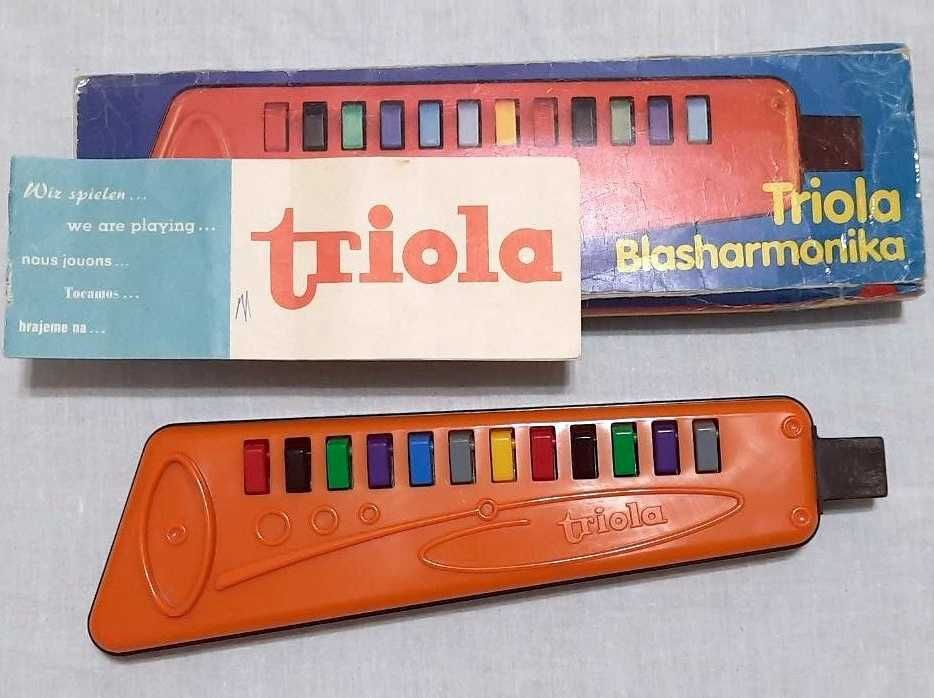 Triola
Blasharmonika
Wir spielen...
we are playing...
nous jouons...
Tocamos...
hrajeme na...
triola
M
triola